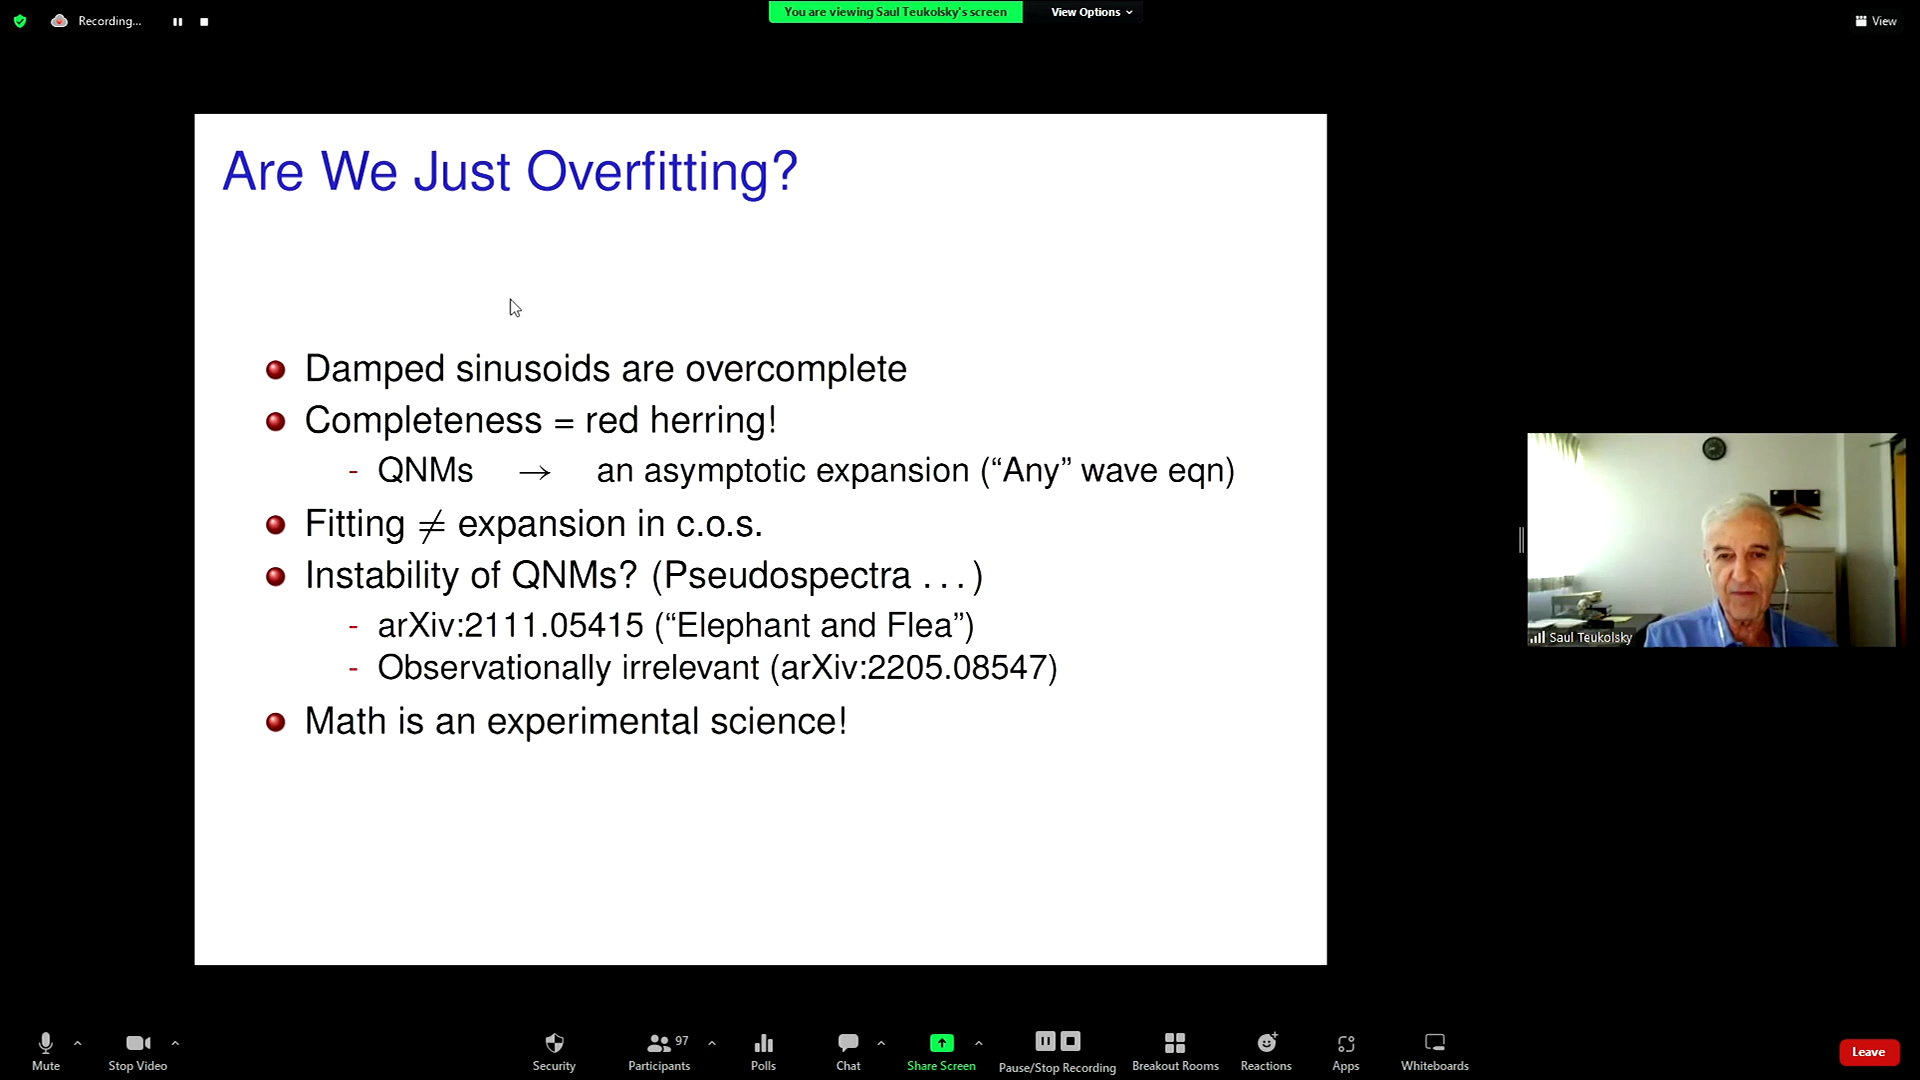 Recording...
You are viewing Saul Teukolsky's screen
View Options
View
Are We Just Overfitting?
Damped sinusoids are overcomplete
Completeness = red herring!
- QNMs → an asymptotic expansion (“Any” wave eqn)
Fitting ≠ expansion in c.o.s.
Instability of QNMs? (Pseudospectra . . . )
- arXiv:2111.05415 (“Elephant and Flea”)
- Observationally irrelevant (arXiv:2205.08547)
Math is an experimental science!
Saul Teukolsky
Mute
Stop Video
Security
97
Participants
Polls
Chat
Share Screen
Pause/Stop Recording
Breakout Rooms
Reactions
Apps
Whiteboards
Leave